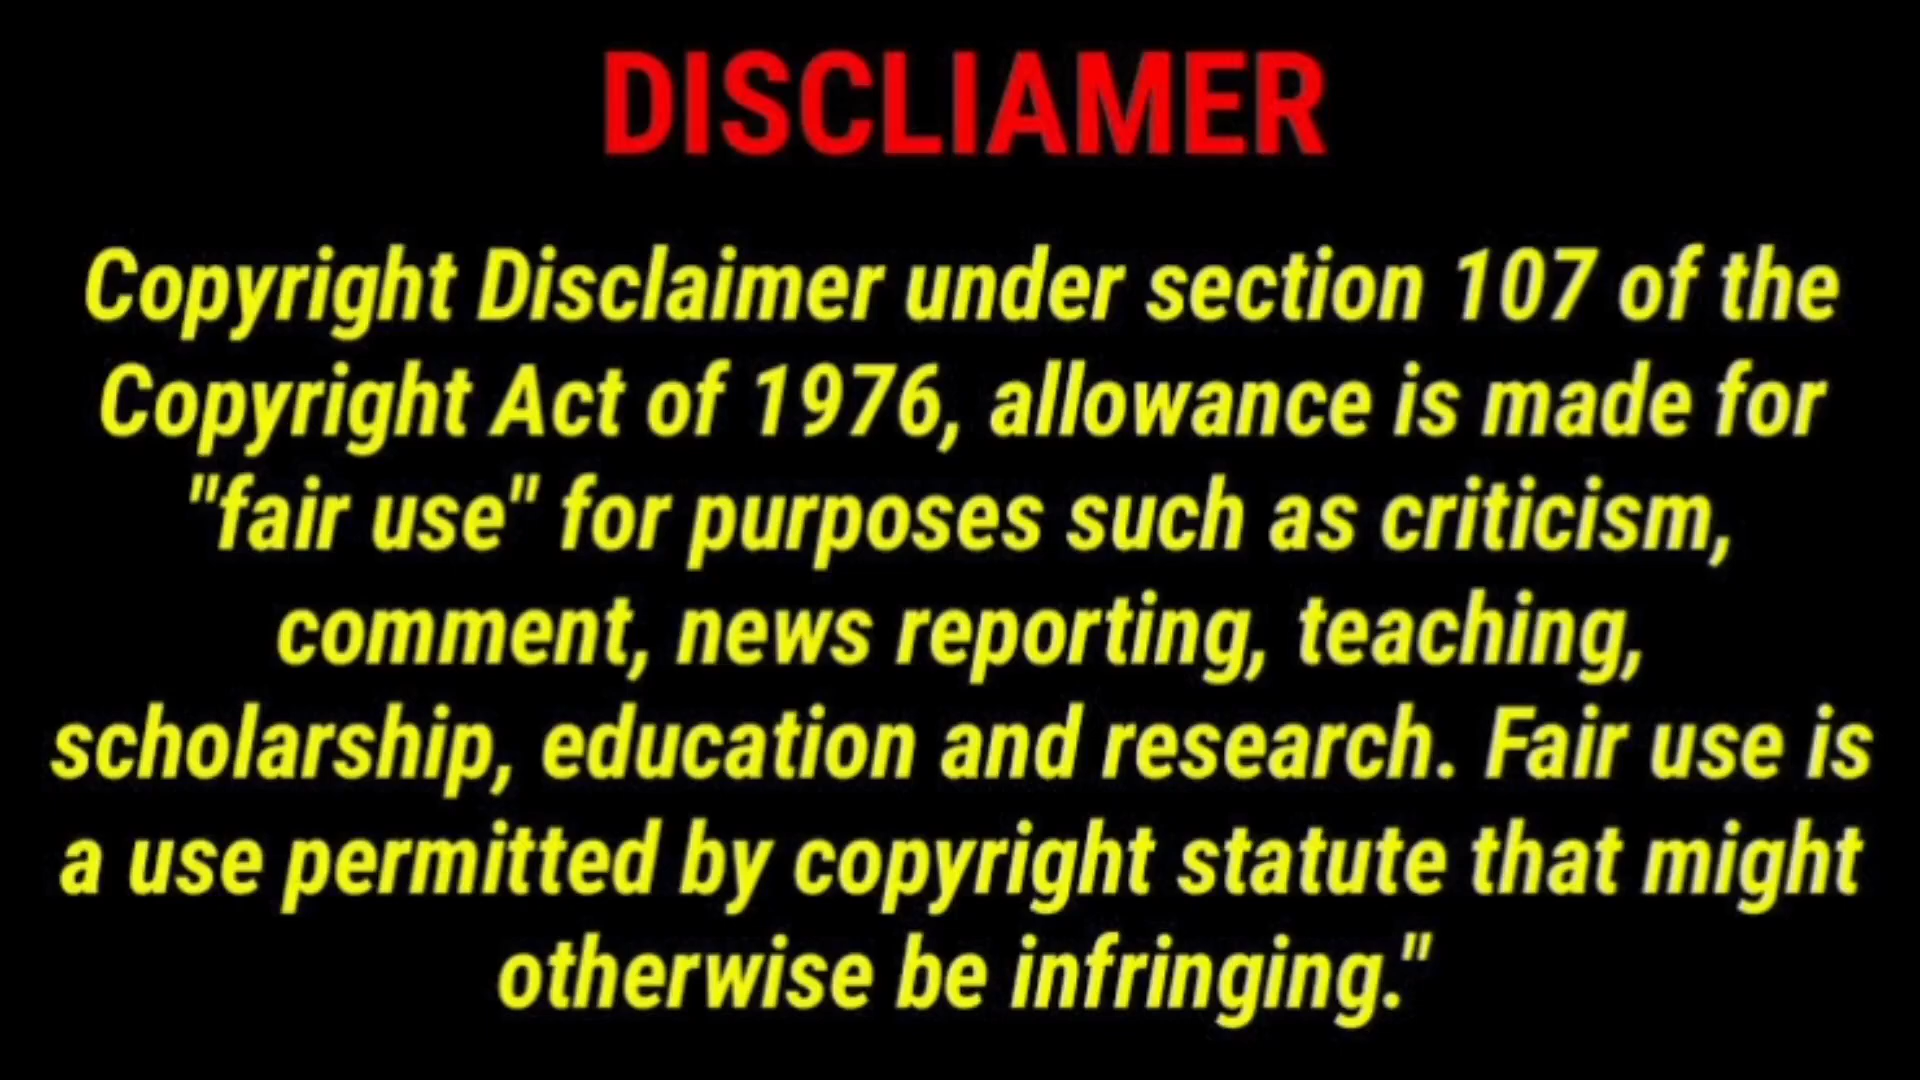 DISCLIAMER
Copyright Disclaimer under section 107 of the
Copyright Act of 1976, allowance is made for
"fair use" for purposes such as criticism,
comment, news reporting, teaching,
scholarship, education and research. Fair use is
a use permitted by copyright statute that might
otherwise be infringing."